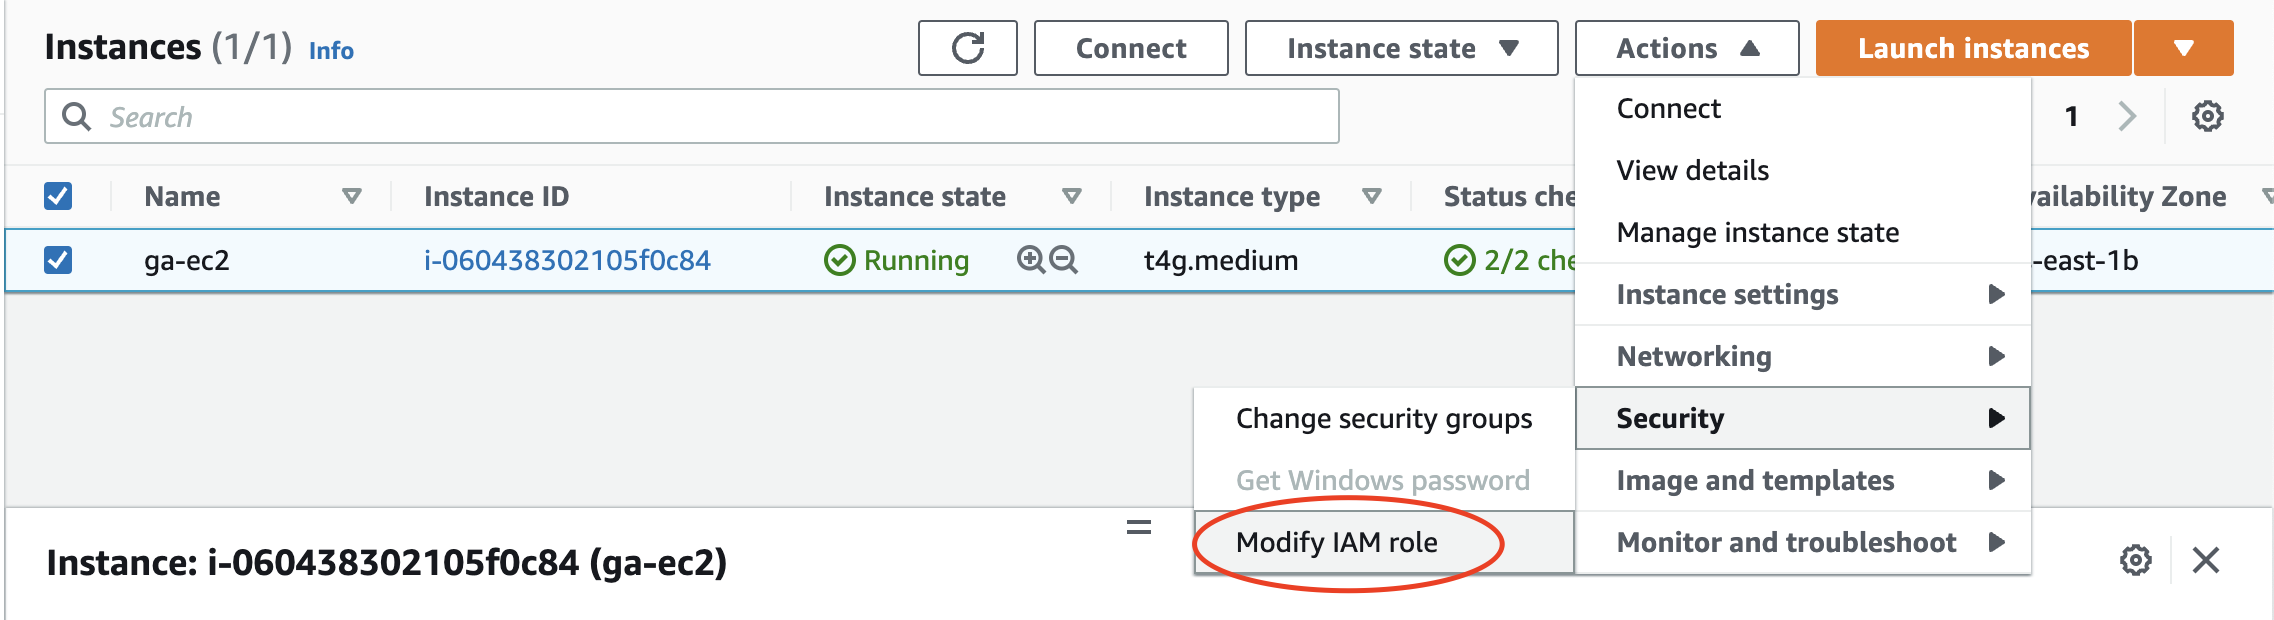 Instances (1/1) Info
Connect
Instance state
Actions
Launch instances
Search
1
Name
Instance ID
Instance state
Instance type
Status che
Availability Zone
ga-ec2
i-060438302105f0c84
Running
t4g.medium
2/2 che
-east-1b
Connect
View details
Manage instance state
Instance settings
Networking
Security
Image and templates
Monitor and troubleshoot
Change security groups
Get Windows password
Modify IAM role
Instance: i-060438302105f0c84 (ga-ec2)